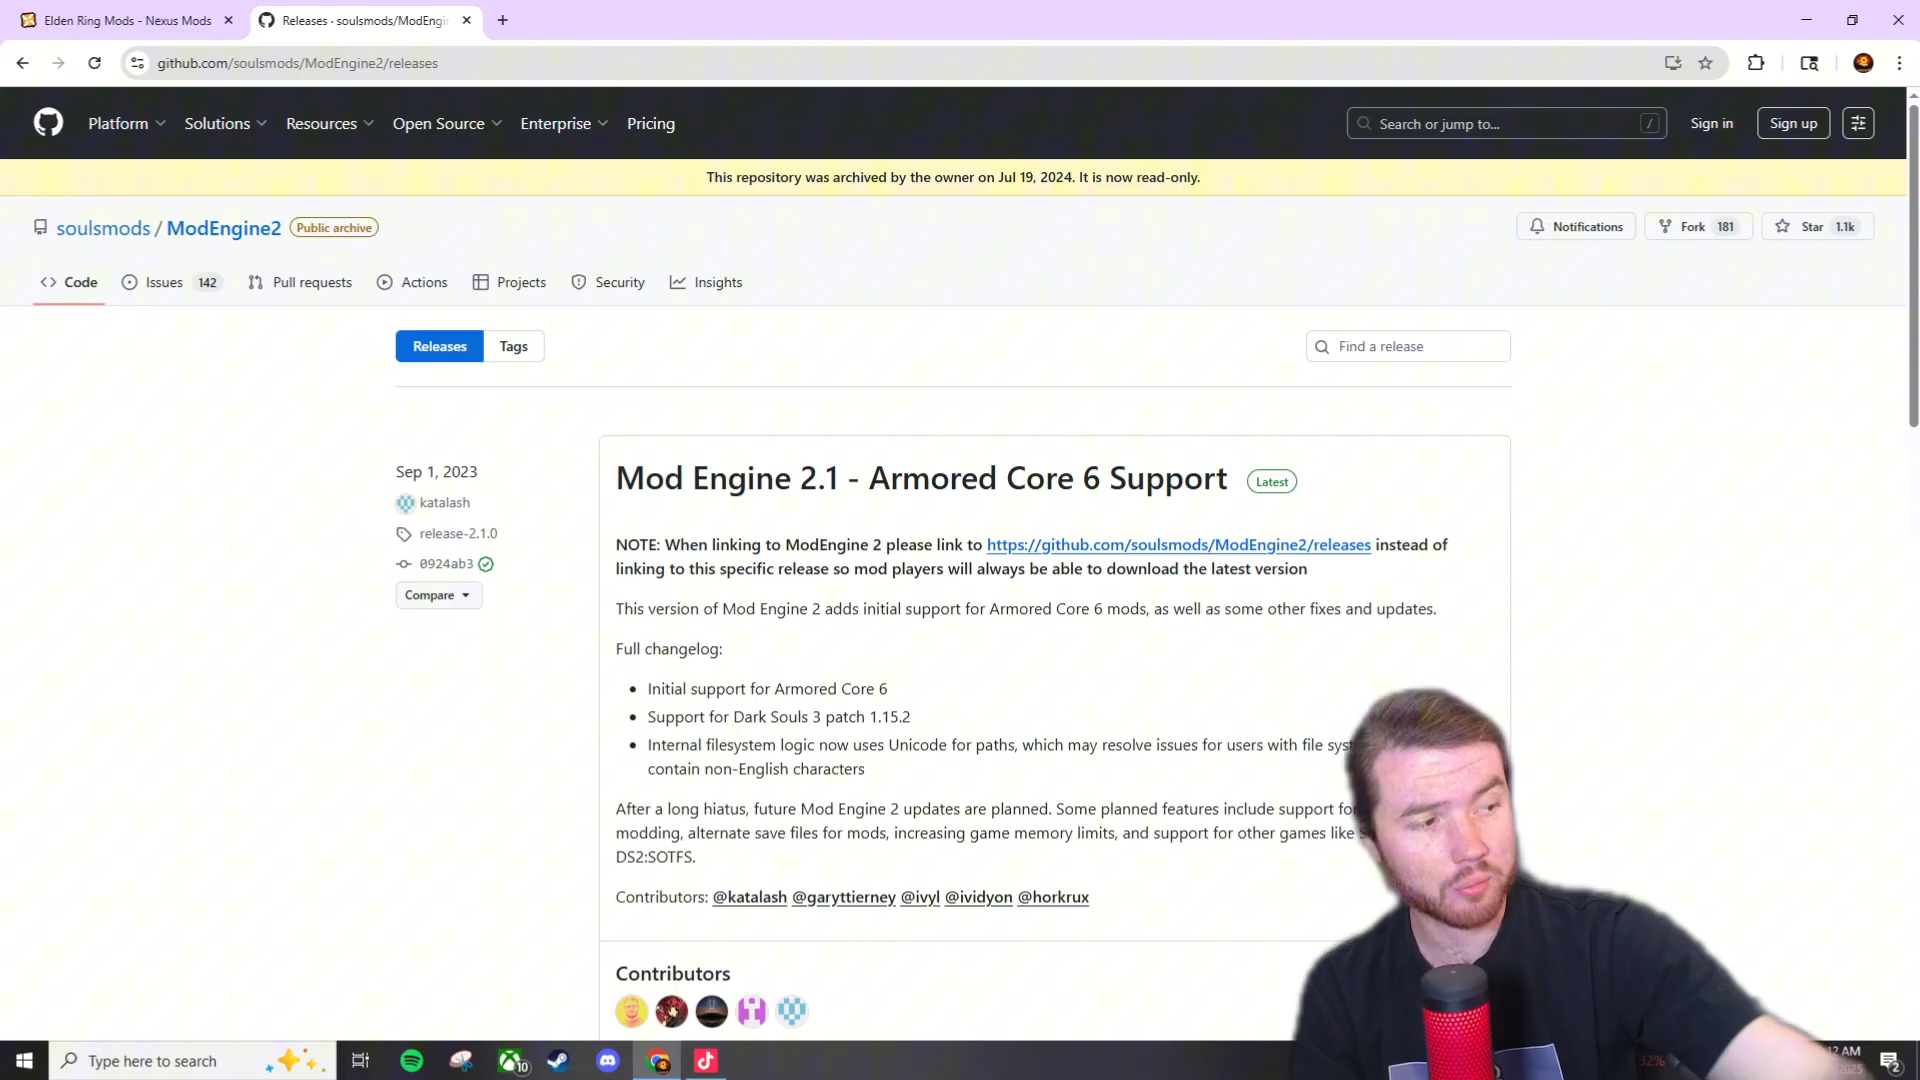 Elden Ring Mods - Nexus Mods
Releases · soulsmods/ModEngin
github.com/soulsmods/ModEngine2/releases
Platform
Solutions
Resources
Open Source
Enterprise
Pricing
Search or jump to...
/
Sign in
Sign up
This repository was archived by the owner on Jul 19, 2024. It is now read-only.
soulsmods / ModEngine2
Public archive
Notifications
Fork 181
Star 1.1k
Code
Issues 142
Pull requests
Actions
Projects
Security
Insights
Releases
Tags
Find a release
Sep 1, 2023
katalash
release-2.1.0
0924ab3
Compare
Mod Engine 2.1 - Armored Core 6 Support
Latest
NOTE: When linking to ModEngine 2 please link to https://github.com/soulsmods/ModEngine2/releases instead of
linking to this specific release so mod players will always be able to download the latest version
This version of Mod Engine 2 adds initial support for Armored Core 6 mods, as well as some other fixes and updates.
Full changelog:
Initial support for Armored Core 6
Support for Dark Souls 3 patch 1.15.2
Internal filesystem logic now uses Unicode for paths, which may resolve issues for users with file
contain non-English characters
After a long hiatus, future Mod Engine 2 updates are planned. Some planned features include support for
modding, alternate save files for mods, increasing game memory limits, and support for other games like
DS2:SOTFS.
Contributors: @katalash @garyttierney @ivyl @ividyon @horkrux
Contributors
Type here to search
10
32%
12 AM
2025
2